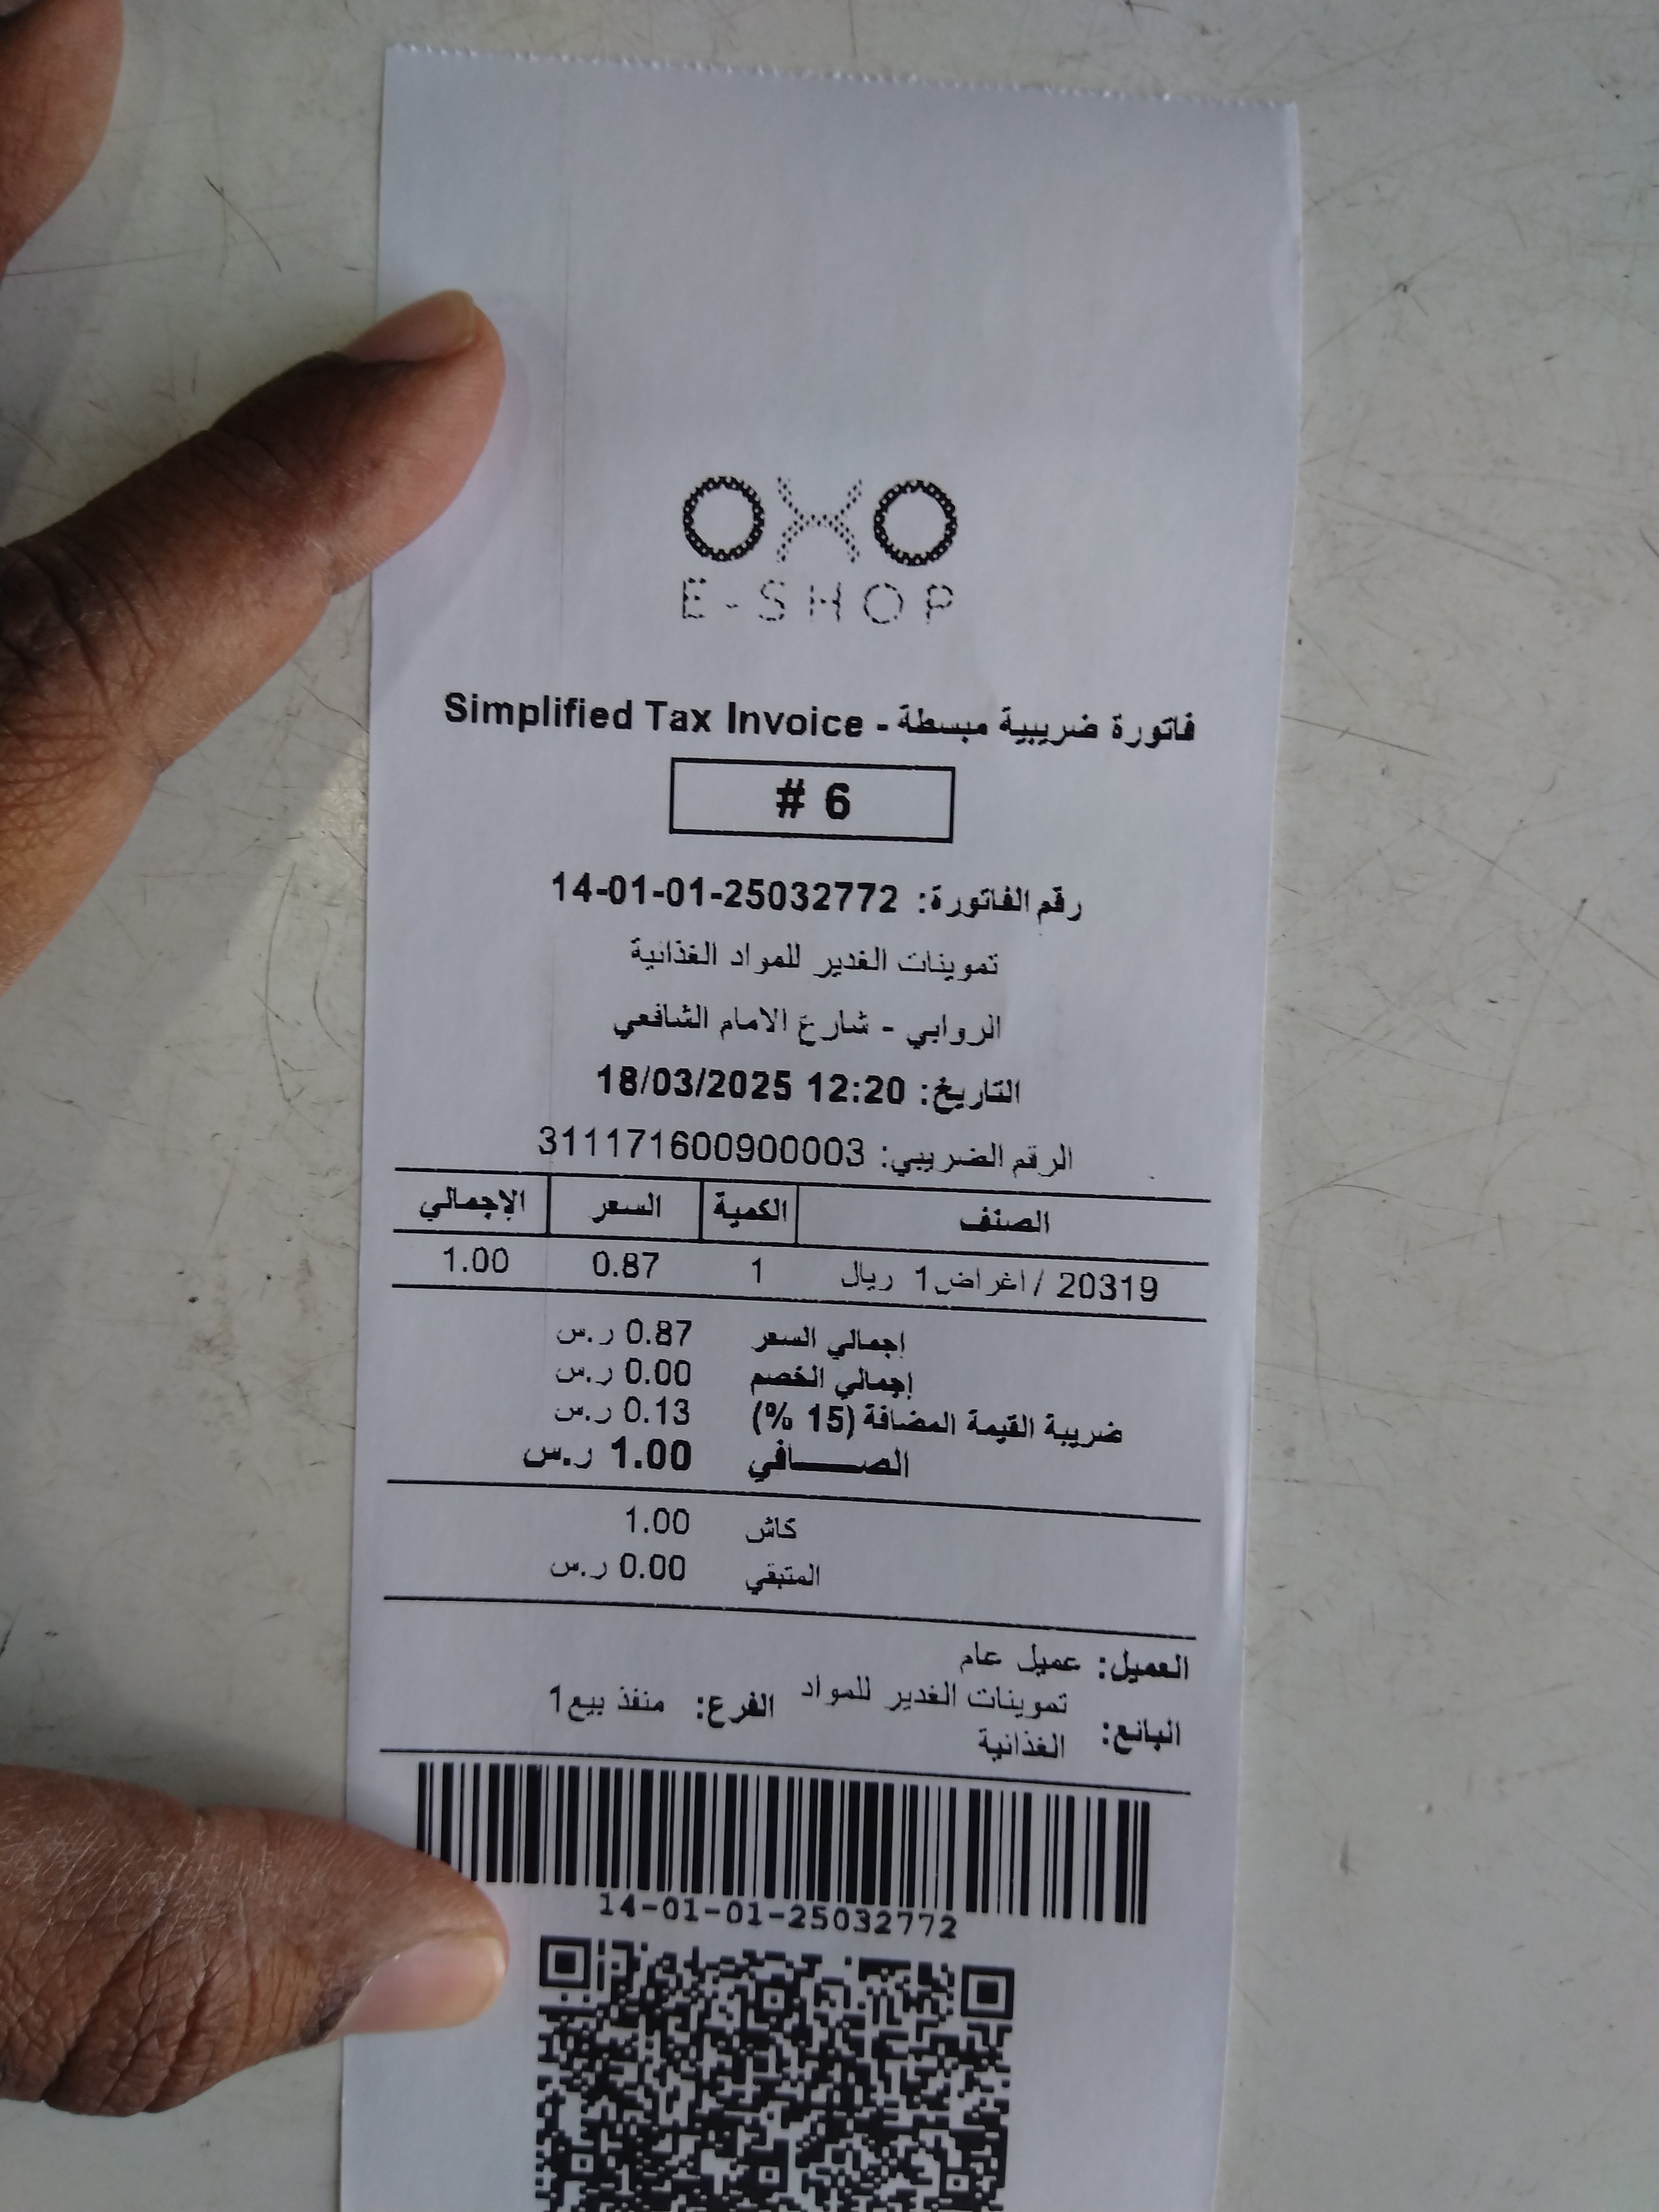 OXO
E-SHOP
Simplified Tax Invoice - فاتورة ضريبية مبسطة
# 6
رقم الفاتورة: 14-01-01-25032772
تموينات الغدير للمواد الغذائية
الروابي - شارع الامام الشافعي
التاريخ: 18/03/2025 12:20
الرقم الضريبي: 311171600900003
الصنف الكمية السعر الإجمالي
20319 / اغراض1 ريال 1 0.87 1.00
إجمالي السعر 0.87 ر.س
إجمالي الخصم 0.00 ر.س
ضريبة القيمة المضافة (15 %) 0.13 ر.س
الصـــــافي 1.00 ر.س
كاش 1.00
المتبقي 0.00 ر.س
العميل: عميل عام
البائع: تموينات الغدير للمواد الغذائية الفرع: منفذ بيع1
14-01-01-25032772